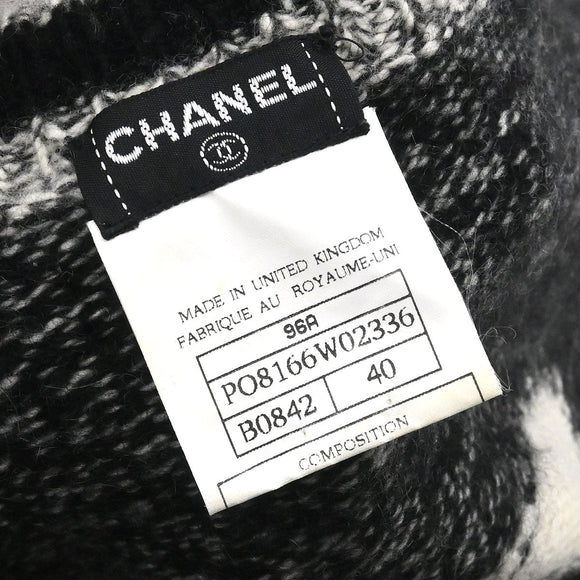 CHANEL
MADE IN UNITED KINGDOM
FABRIQUE AU ROYAUME-UNI
96A
PO8166W02336
B0842 40
COMPOSITION